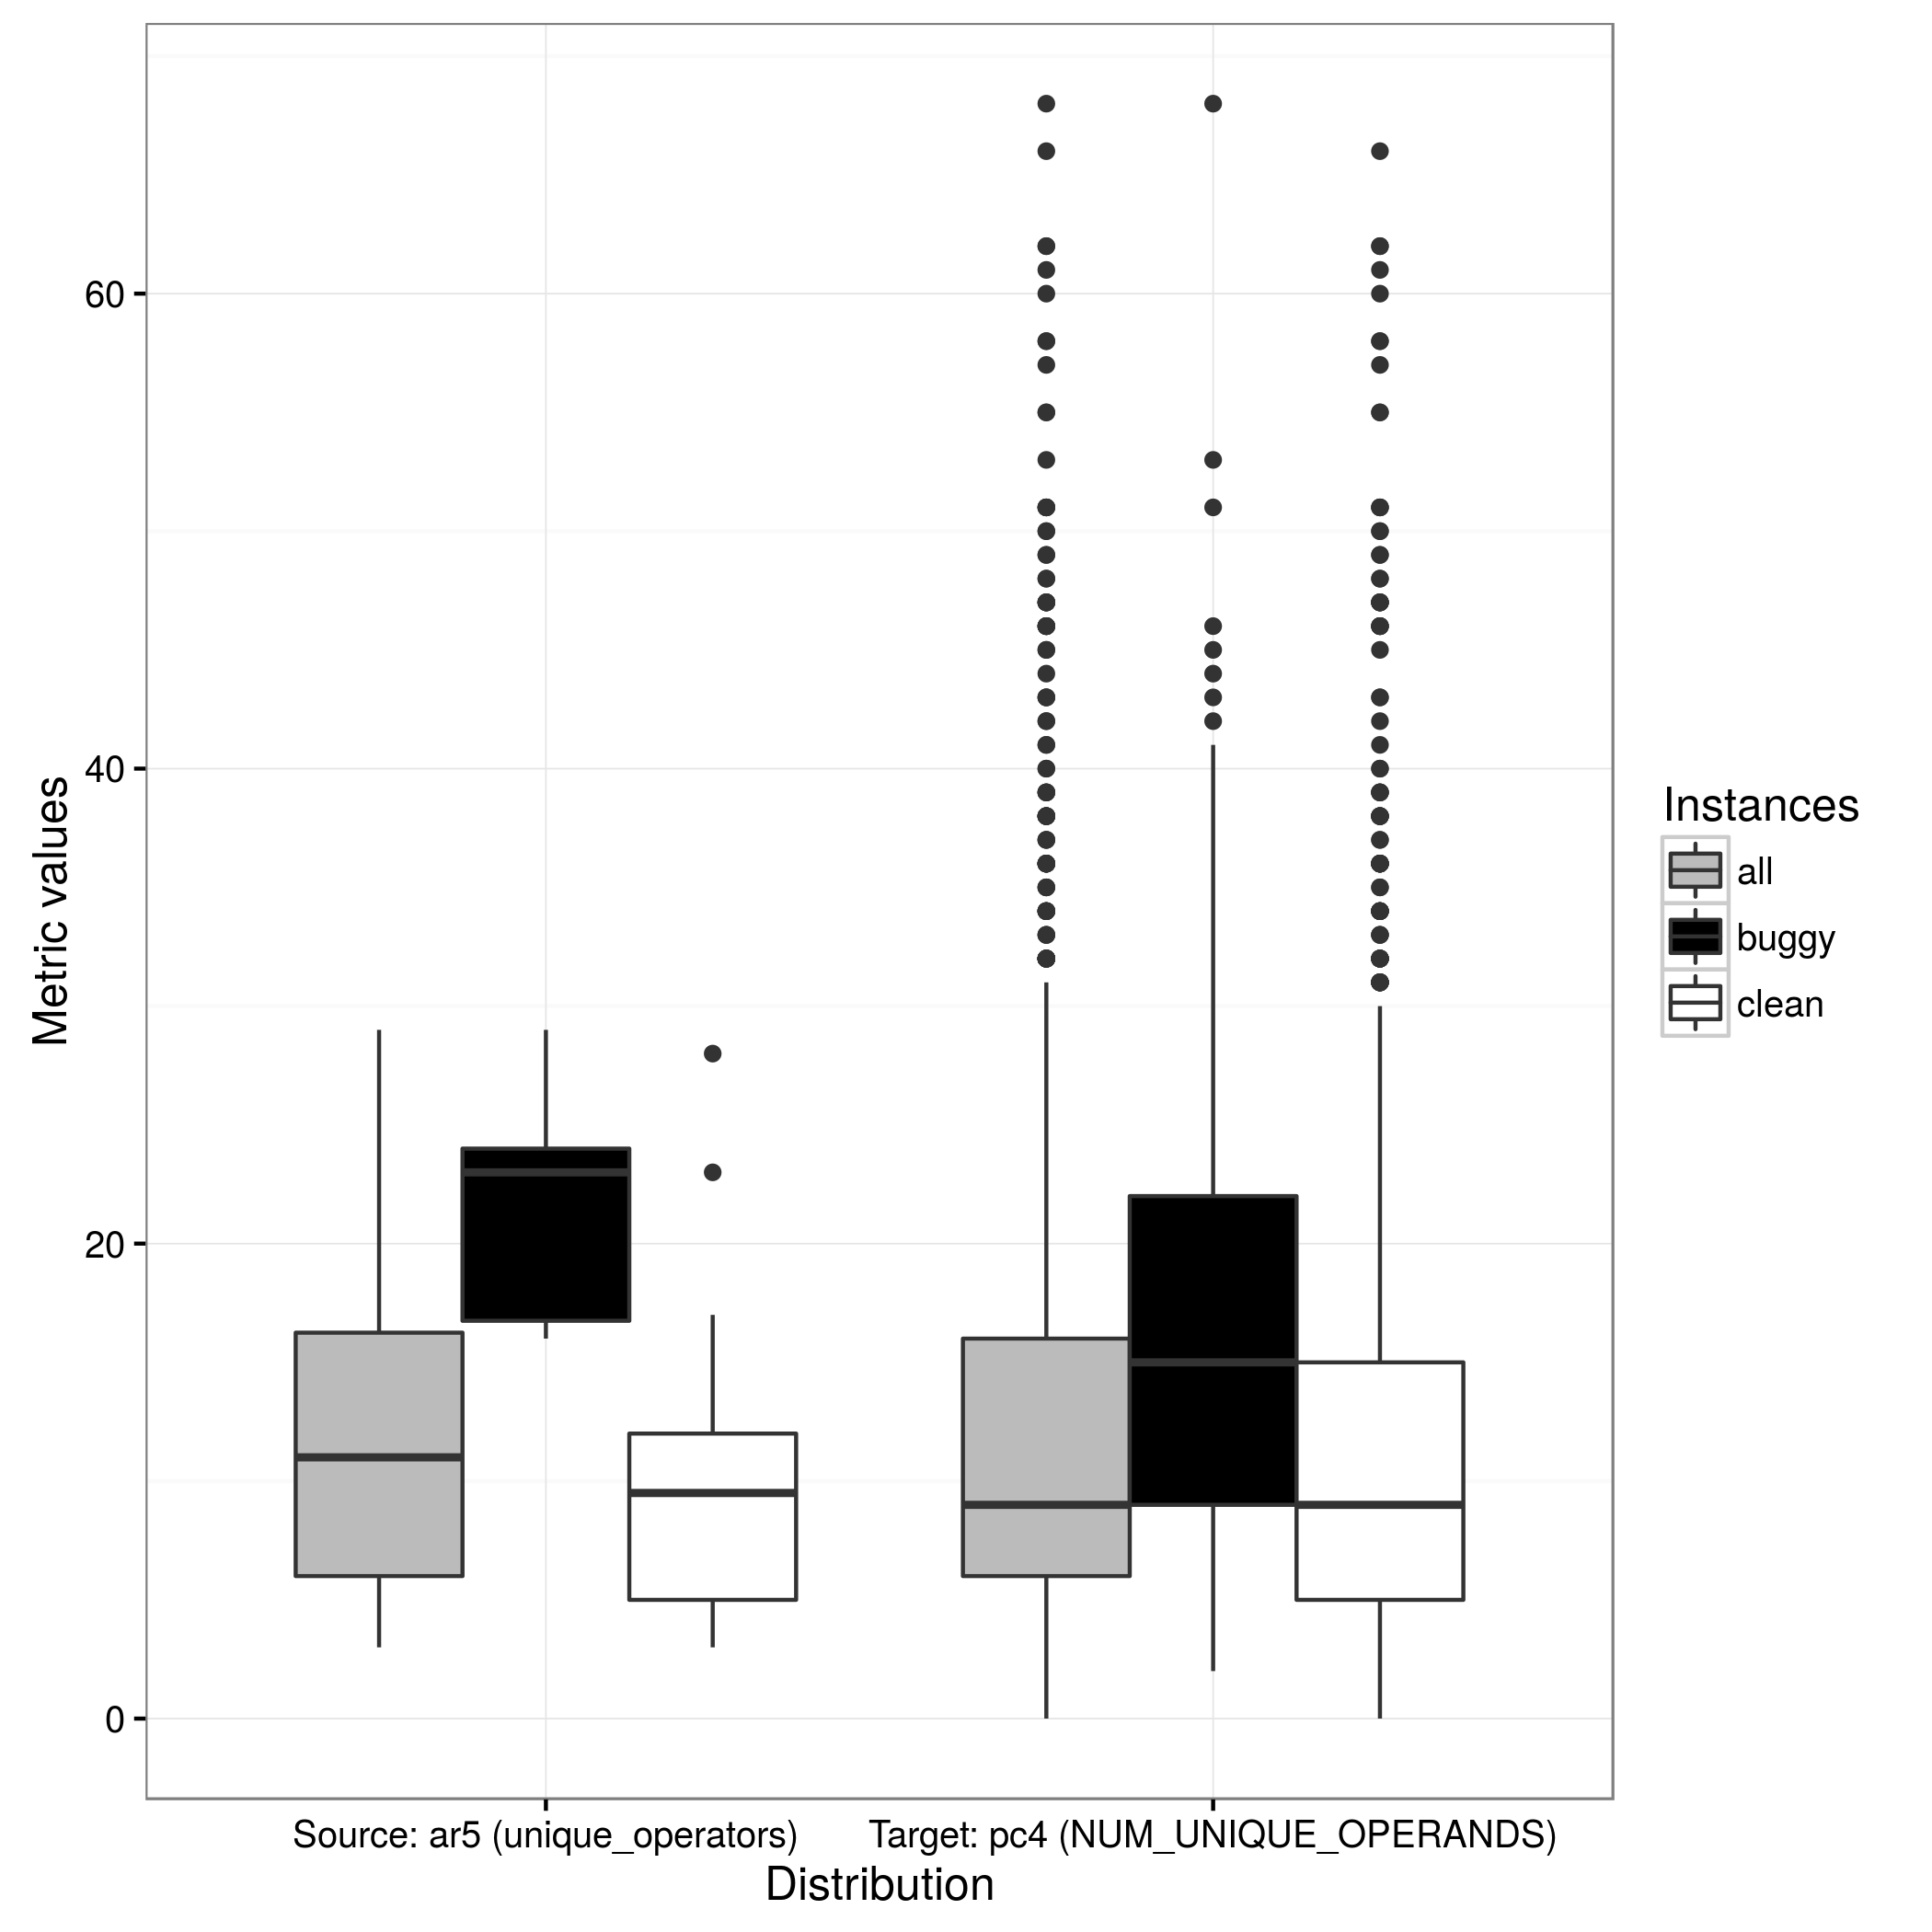 60
40
20
0
Metric values
Source: ar5 (unique_operators)
Target: pc4 (NUM_UNIQUE_OPERANDS)
Distribution
Instances
all
buggy
clean